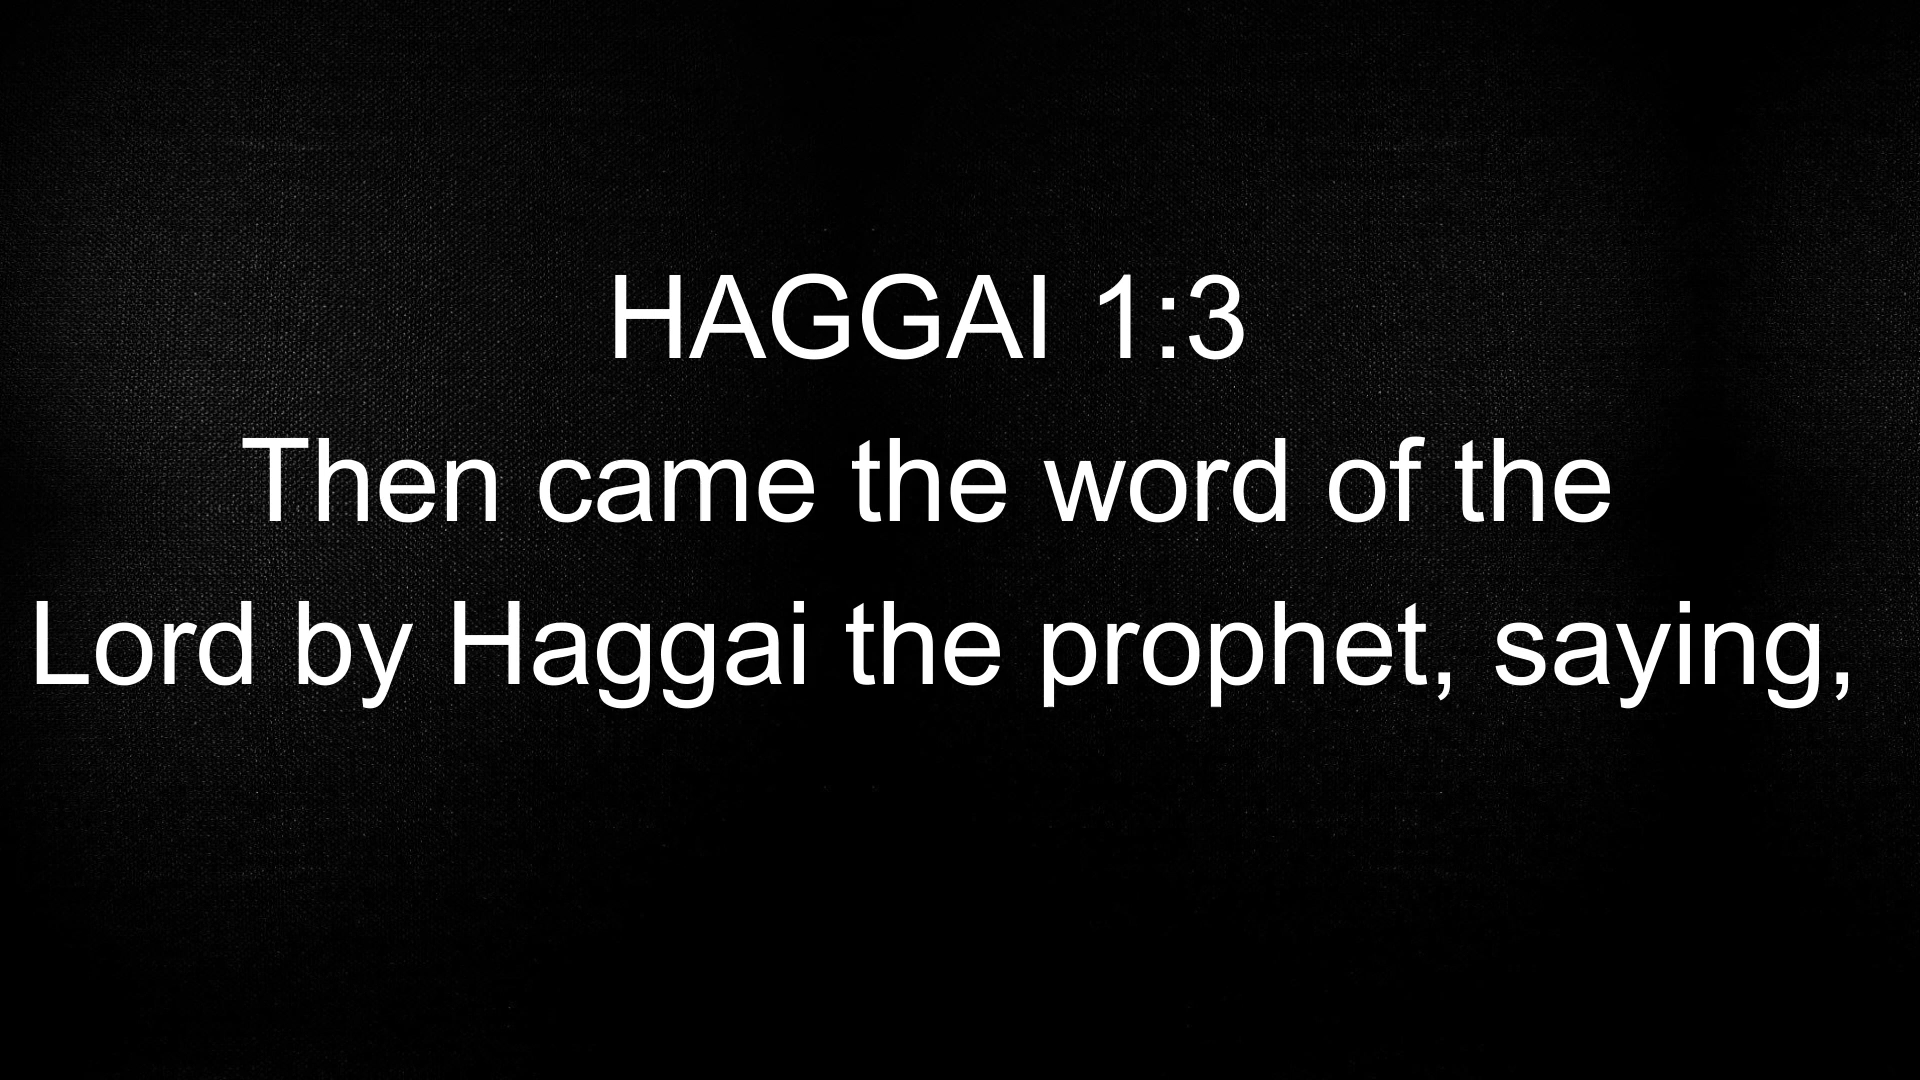 HAGGAI 1:3
Then came the word of the
Lord by Haggai the prophet, saying,